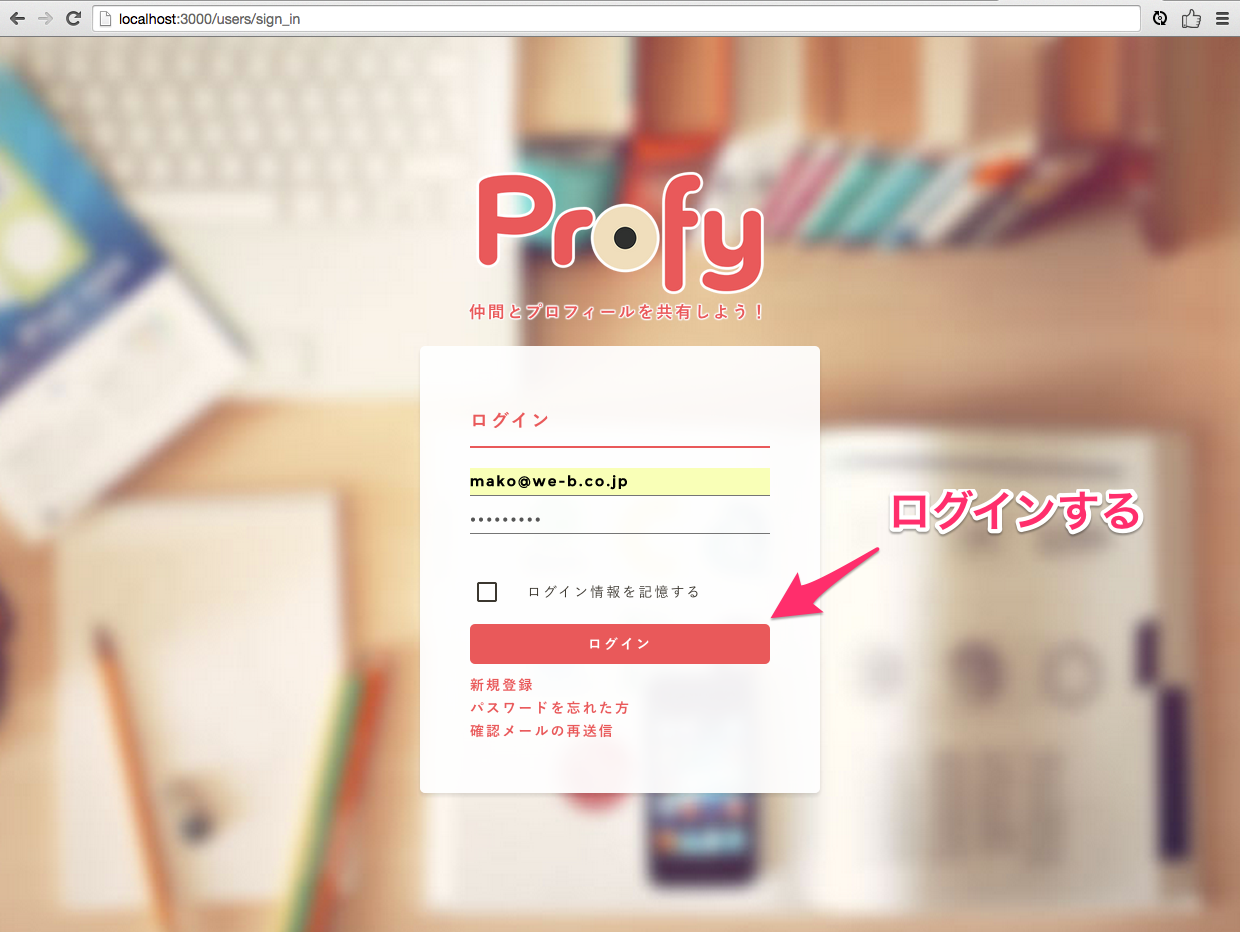 localhost:3000/users/sign_in
Profy
仲間とプロフィールを共有しよう！
ログイン
mako@we-b.co.jp
•••••••••
ログインする
ログイン情報を記憶する
ログイン
新規登録
パスワードを忘れた方
確認メールの再送信